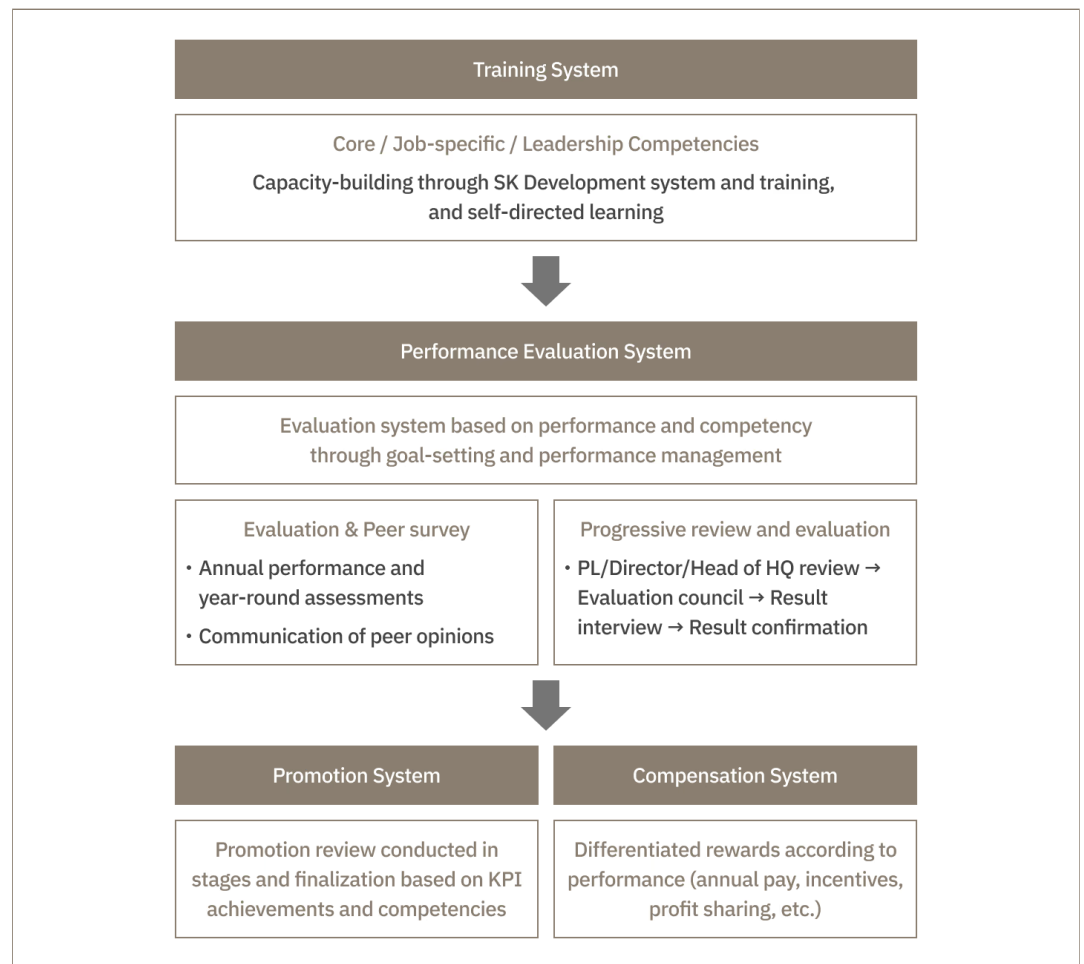 Training System
Core / Job-specific / Leadership Competencies
Capacity-building through SK Development system and training,
and self-directed learning
Performance Evaluation System
Evaluation system based on performance and competency
through goal-setting and performance management
Evaluation & Peer survey
• Annual performance and
year-round assessments
• Communication of peer opinions
Progressive review and evaluation
• PL/Director/Head of HQ review →
Evaluation council → Result
interview → Result confirmation
Promotion System
Promotion review conducted in
stages and finalization based on KPI
achievements and competencies
Compensation System
Differentiated rewards according to
performance (annual pay, incentives,
profit sharing, etc.)